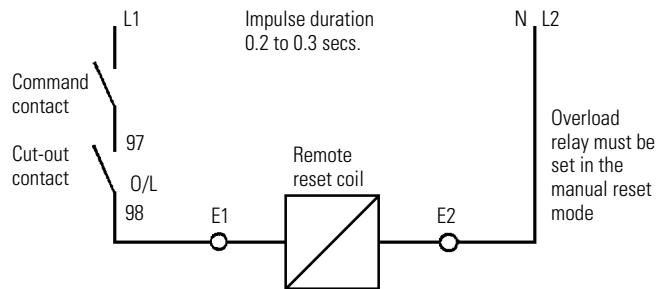 L1
Impulse duration
0.2 to 0.3 secs.
N L2
Command
contact
97
Cut-out
contact
O/L
98
Remote
reset coil
Overload
relay must be
set in the
manual reset
mode
E1
E2